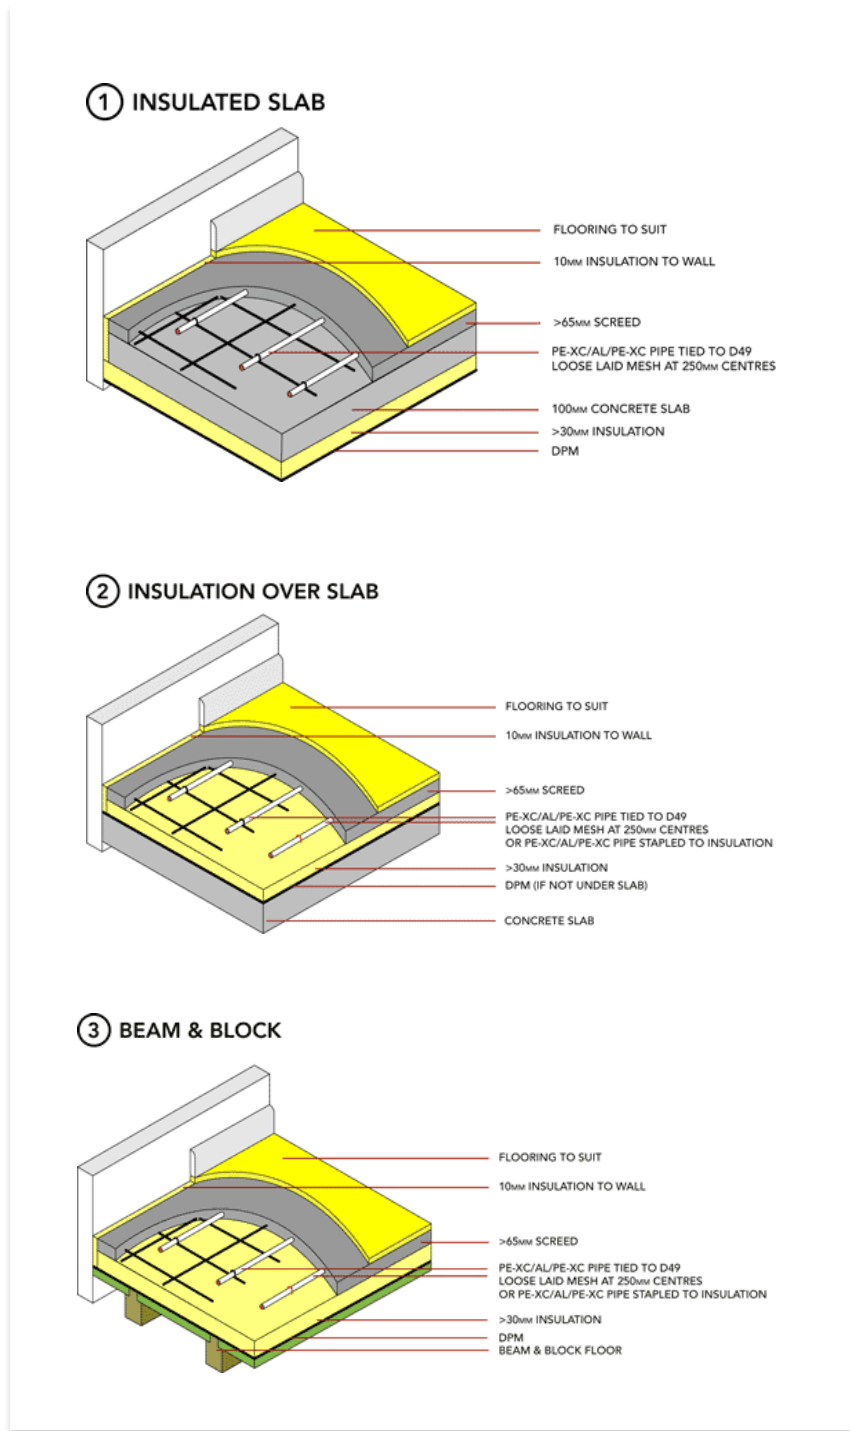 1 INSULATED SLAB
FLOORING TO SUIT
10MM INSULATION TO WALL
>65MM SCREED
PE-XC/AL/PE-XC PIPE TIED TO D49
LOOSE LAID MESH AT 250MM CENTRES
100MM CONCRETE SLAB
>30MM INSULATION
DPM
2 INSULATION OVER SLAB
FLOORING TO SUIT
10MM INSULATION TO WALL
>65MM SCREED
PE-XC/AL/PE-XC PIPE TIED TO D49
LOOSE LAID MESH AT 250MM CENTRES
OR PE-XC/AL/PE-XC PIPE STAPLED TO INSULATION
>30MM INSULATION
DPM (IF NOT UNDER SLAB)
CONCRETE SLAB
3 BEAM & BLOCK
FLOORING TO SUIT
10MM INSULATION TO WALL
>65MM SCREED
PE-XC/AL/PE-XC PIPE TIED TO D49
LOOSE LAID MESH AT 250MM CENTRES
OR PE-XC/AL/PE-XC PIPE STAPLED TO INSULATION
>30MM INSULATION
DPM
BEAM & BLOCK FLOOR